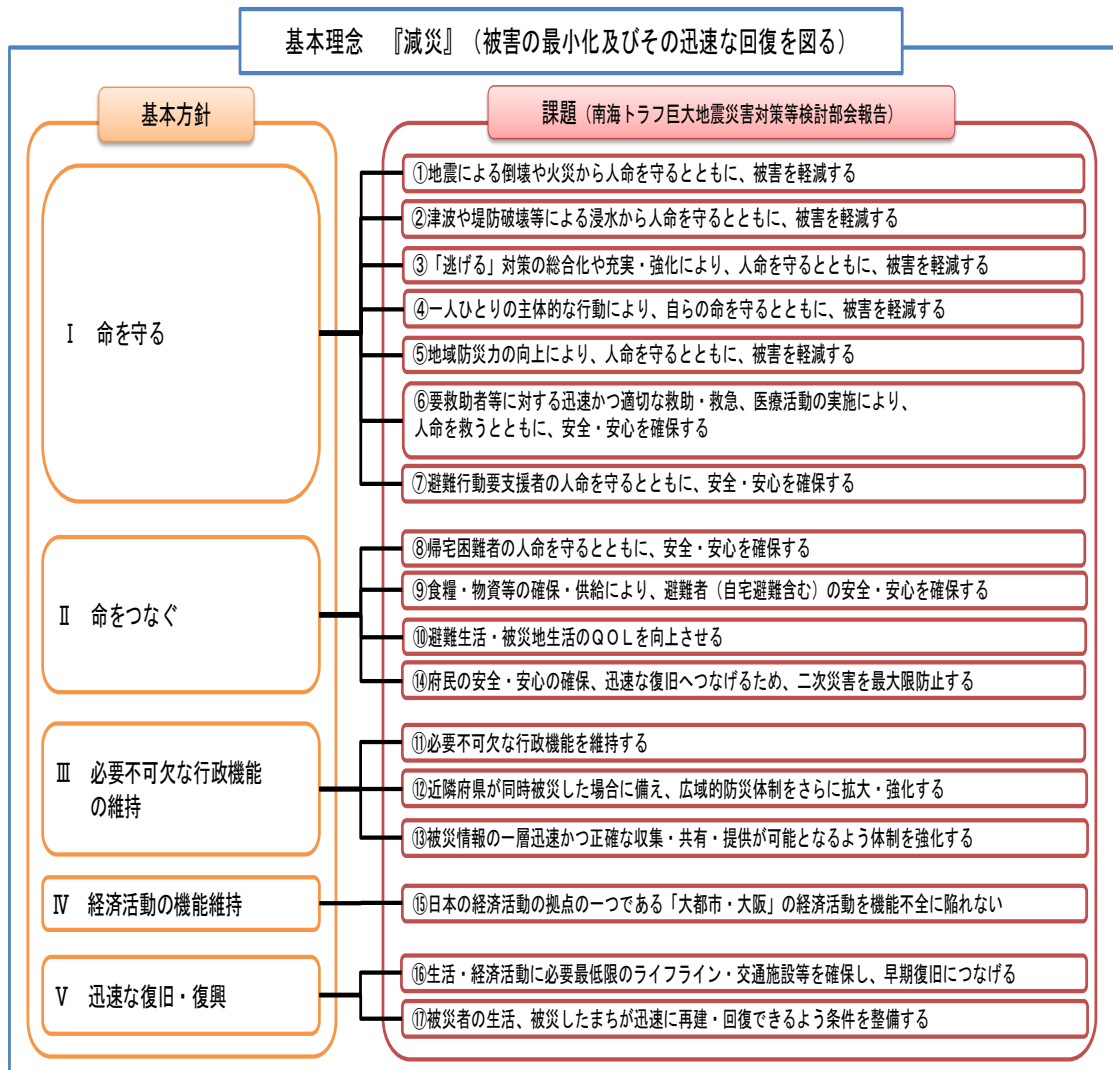 基本理念　『減災』（被害の最小化及びその迅速な回復を図る）
基本方針
課題（南海トラフ巨大地震災害対策等検討部会報告）
Ⅰ　命を守る
①地震による倒壊や火災から人命を守るとともに、被害を軽減する
②津波や堤防破壊等による浸水から人命を守るとともに、被害を軽減する
③「逃げる」対策の総合化や充実・強化により、人命を守るとともに、被害を軽減する
④一人ひとりの主体的な行動により、自らの命を守るとともに、被害を軽減する
⑤地域防災力の向上により、人命を守るとともに、被害を軽減する
⑥要救助者等に対する迅速かつ適切な救助・救急、医療活動の実施により、
人命を救うとともに、安全・安心を確保する
⑦避難行動要支援者の人命を守るとともに、安全・安心を確保する
Ⅱ　命をつなぐ
⑧帰宅困難者の人命を守るとともに、安全・安心を確保する
⑨食糧・物資等の確保・供給により、避難者（自宅避難含む）の安全・安心を確保する
⑩避難生活・被災地生活のＱＯＬを向上させる
⑭府民の安全・安心の確保、迅速な復旧へつなげるため、二次災害を最大限防止する
Ⅲ　必要不可欠な行政機能
の維持
⑪必要不可欠な行政機能を維持する
⑫近隣府県が同時被災した場合に備え、広域的防災体制をさらに拡大・強化する
⑬被災情報の一層迅速かつ正確な収集・共有・提供が可能となるよう体制を強化する
Ⅳ　経済活動の機能維持
⑮日本の経済活動の拠点の一つである「大都市・大阪」の経済活動を機能不全に陥れない
Ⅴ　迅速な復旧・復興
⑯生活・経済活動に必要最低限のライフライン・交通施設等を確保し、早期復旧につなげる
⑰被災者の生活、被災したまちが迅速に再建・回復できるよう条件を整備する